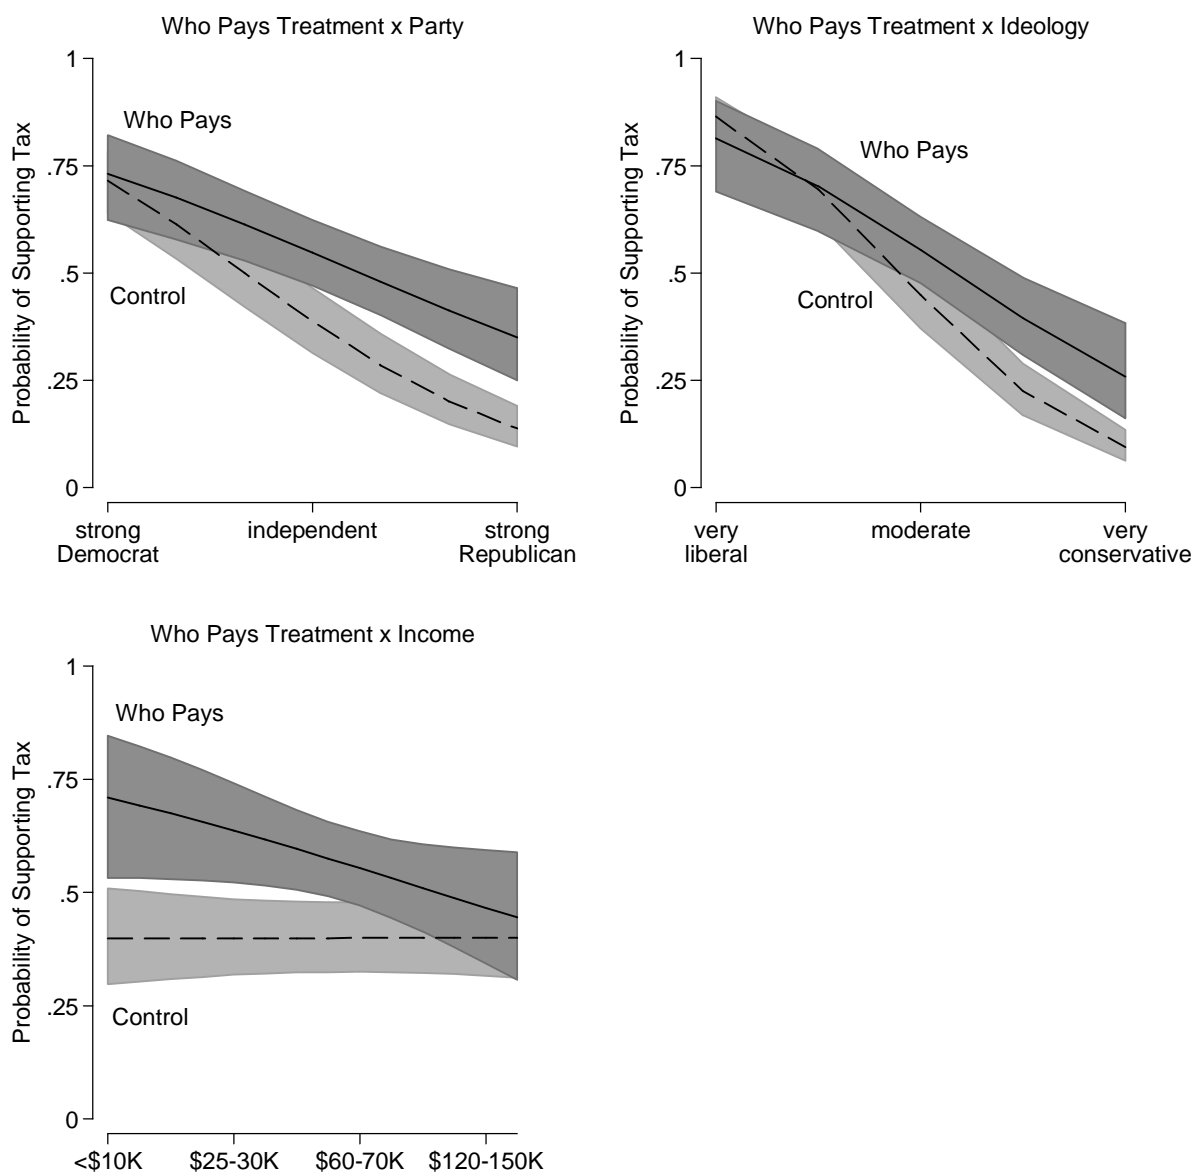 Who Pays Treatment x Party
Probability of Supporting Tax
1
.75
.5
.25
0
Who Pays
Control
strong
Democrat
independent
strong
Republican
Who Pays Treatment x Ideology
Probability of Supporting Tax
1
.75
.5
.25
0
Who Pays
Control
very
liberal
moderate
very
conservative
Who Pays Treatment x Income
Probability of Supporting Tax
1
.75
.5
.25
0
Who Pays
Control
<$10K
$25-30K
$60-70K
$120-150K